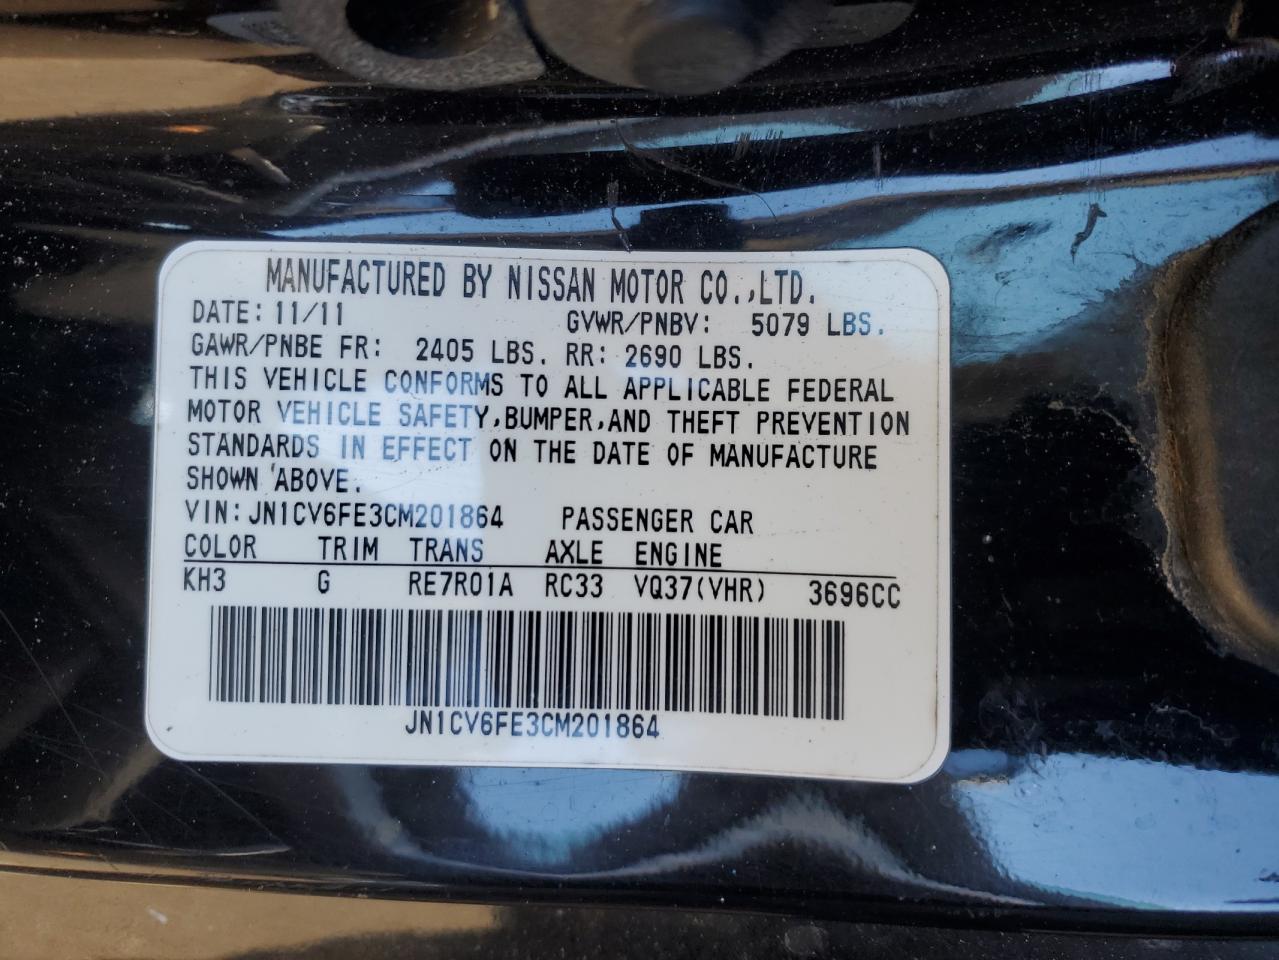 MANUFACTURED BY NISSAN MOTOR CO.,LTD.
DATE: 11/11 GVWR/PNBV: 5079 LBS.
GAWR/PNBE FR: 2405 LBS. RR: 2690 LBS.
THIS VEHICLE CONFORMS TO ALL APPLICABLE FEDERAL
MOTOR VEHICLE SAFETY,BUMPER,AND THEFT PREVENTION
STANDARDS IN EFFECT ON THE DATE OF MANUFACTURE
SHOWN ABOVE.
VIN: JN1CV6FE3CM201864 PASSENGER CAR
COLOR TRIM TRANS AXLE ENGINE
KH3 G RE7R01A RC33 VQ37(VHR) 3696CC
JN1CV6FE3CM201864